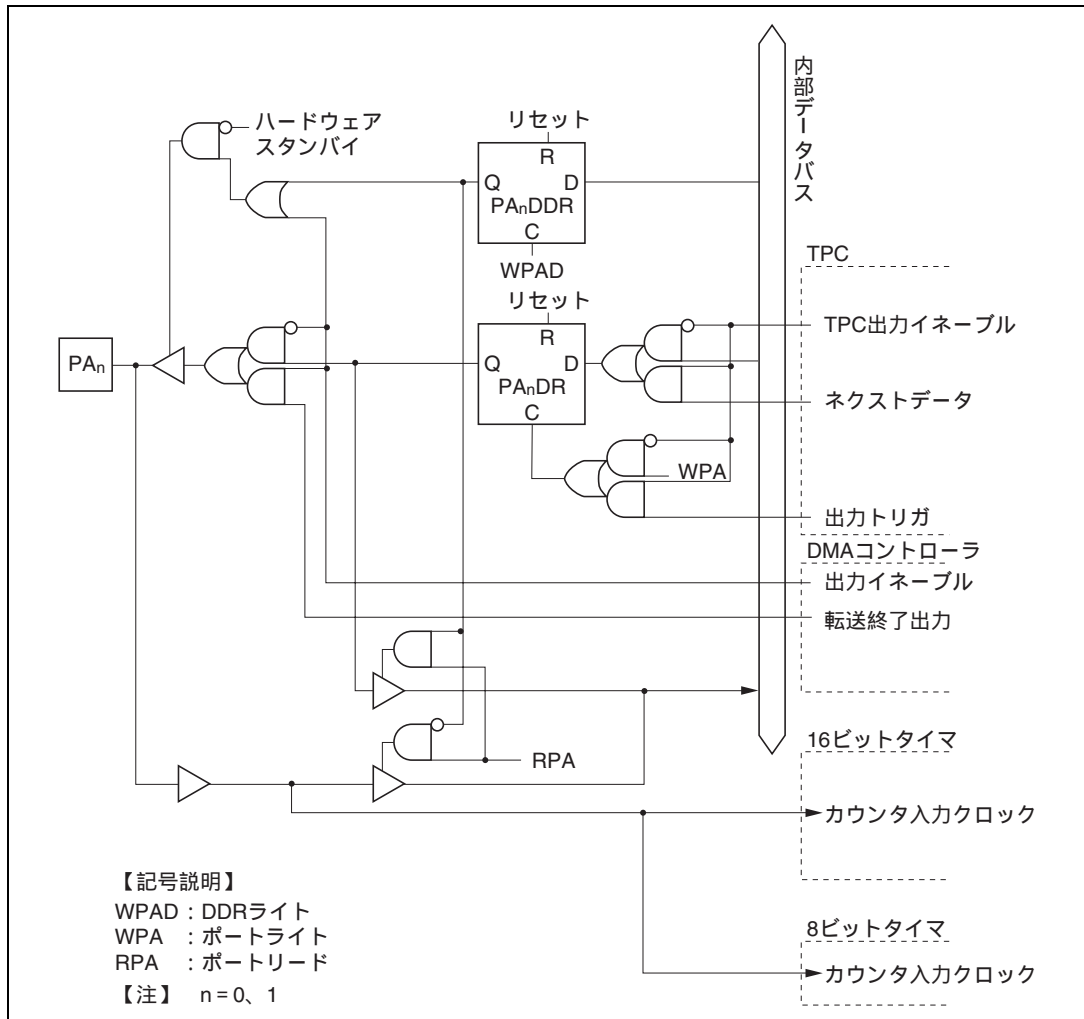 ハードウェア
スタンバイ
リセット
R
Q
D
PAnDDR
C
WPAD
内部データバス
TPC
リセット
R
Q
D
PAnDR
C
PAn
TPC出力イネーブル
ネクストデータ
WPA
出力トリガ
DMAコントローラ
出力イネーブル
転送終了出力
RPA
16ビットタイマ
カウンタ入力クロック
8ビットタイマ
カウンタ入力クロック
【記号説明】
WPAD：DDRライト
WPA ：ポートライト
RPA ：ポートリード
【注】 n = 0、1